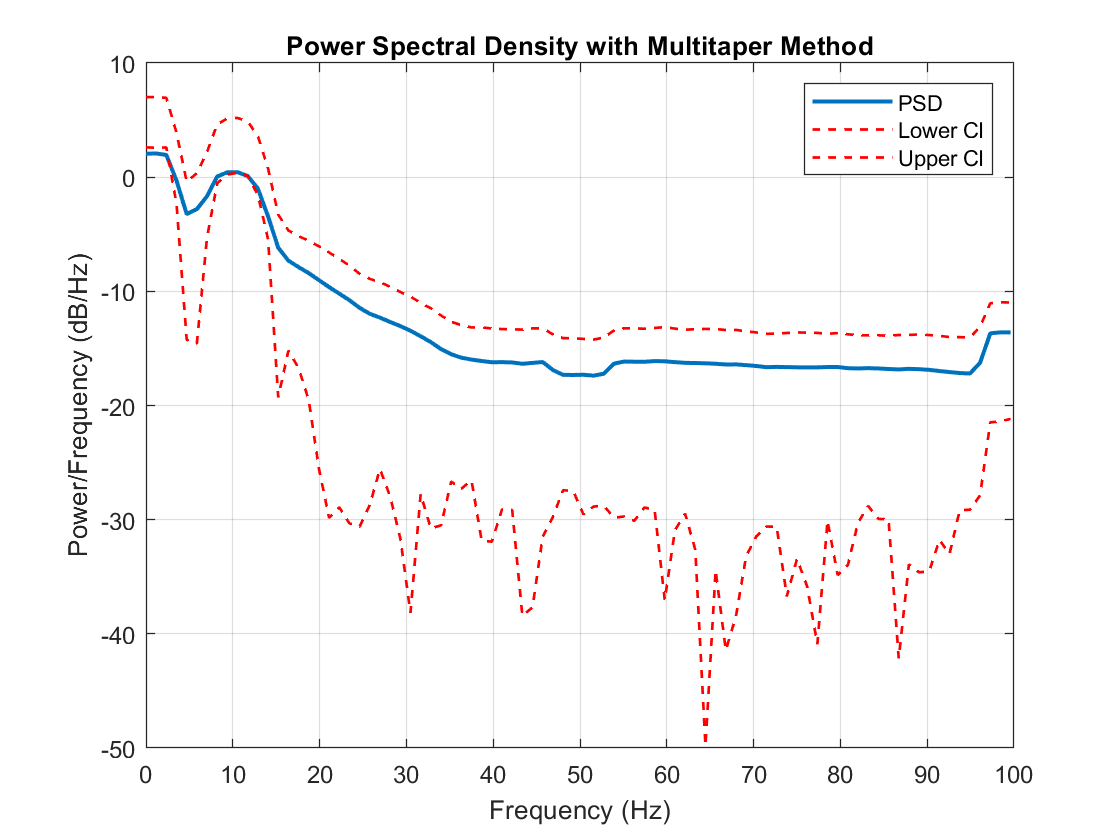 Power Spectral Density with Multitaper Method
PSD
Lower CI
Upper CI
Power/Frequency (dB/Hz)
10
0
-10
-20
-30
-40
-50
0 10 20 30 40 50 60 70 80 90 100
Frequency (Hz)